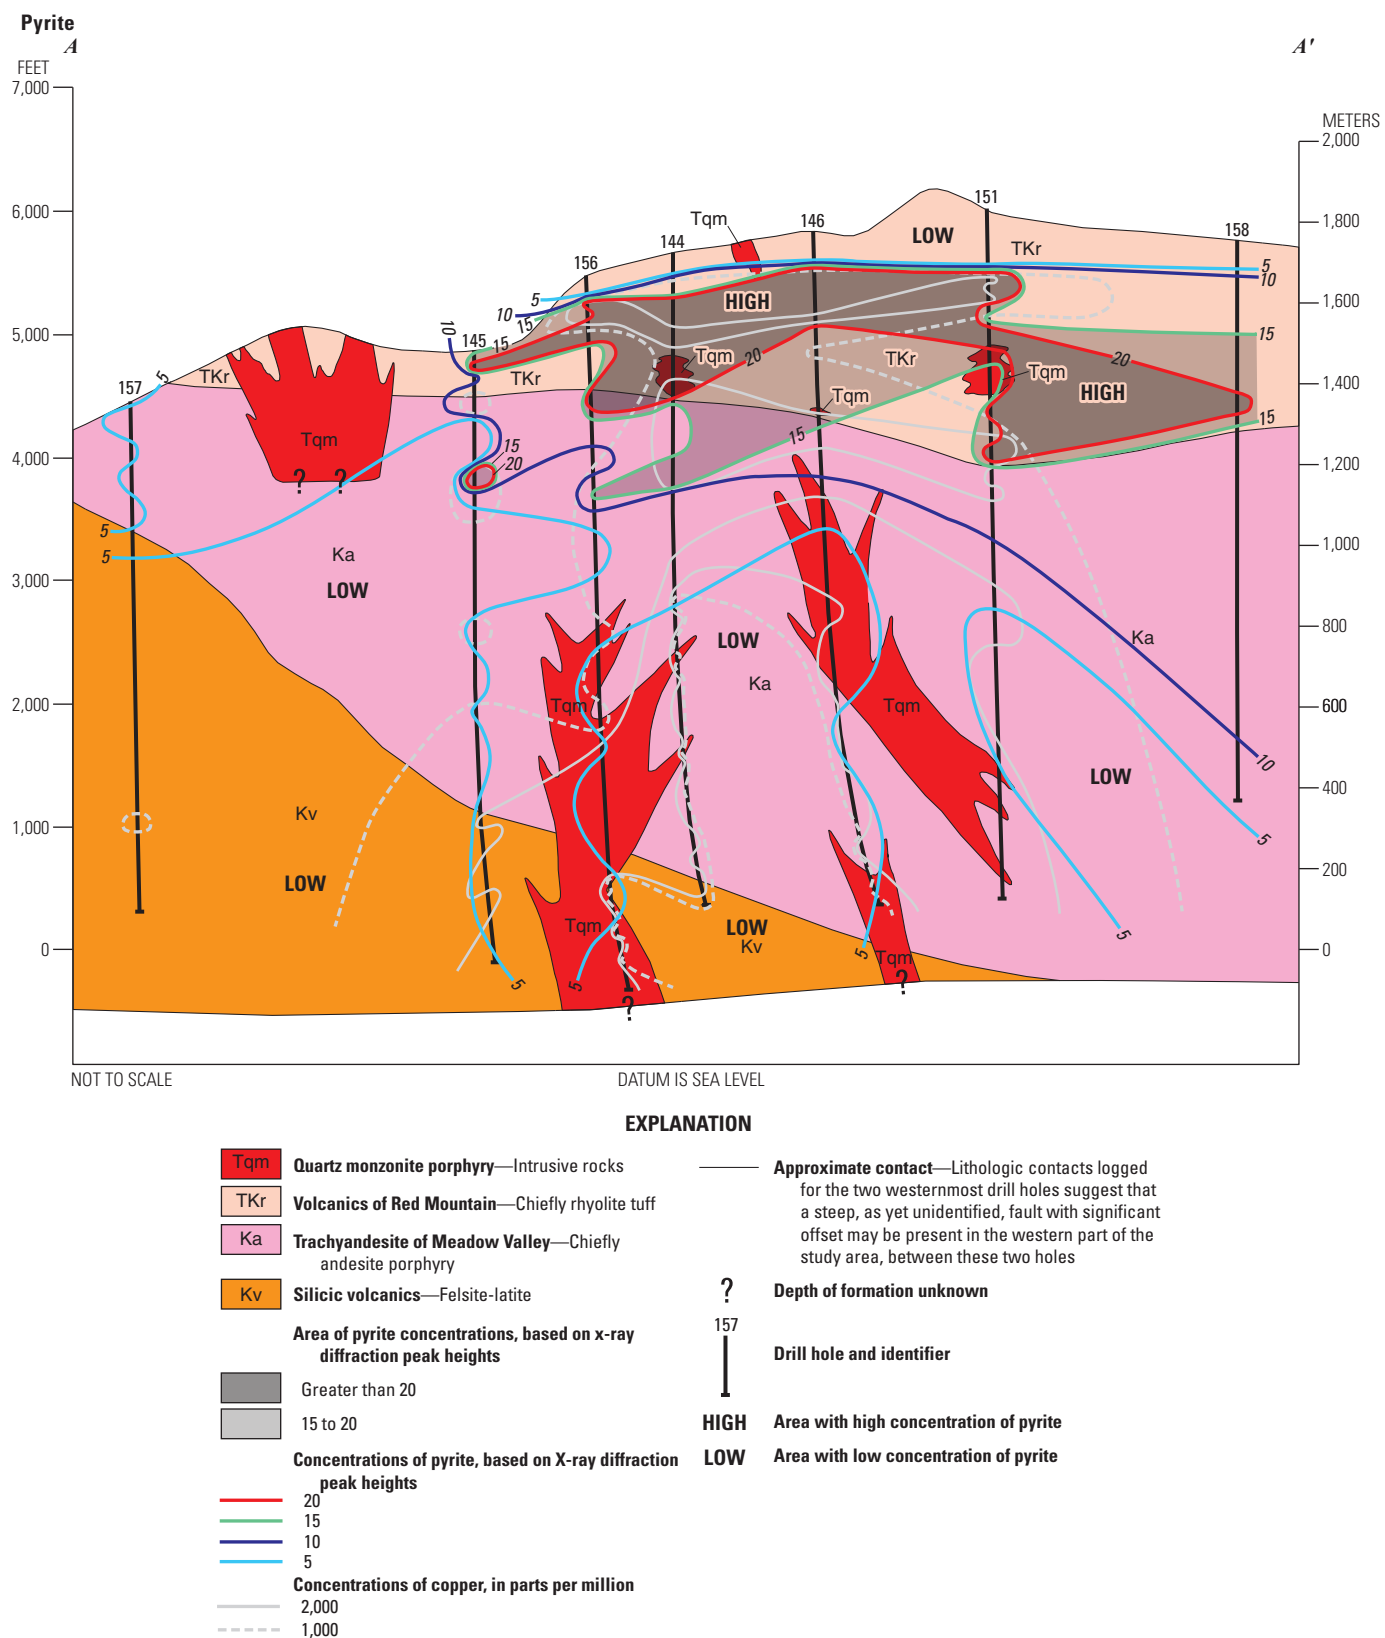 Pyrite
A
A'
FEET
METERS
7,000
6,000
5,000
4,000
3,000
2,000
1,000
0
2,000
1,800
1,600
1,400
1,200
1,000
800
600
400
200
0
157
145
156
144
146
151
158
Tqm
LOW
TKr
5
10
5
10
15
HIGH
5
10
15
10
15
20
15
TKr
TKr
Tqm
20
TKr
Tqm
Tqm
HIGH
20
15
5
Tqm
? ?
15
20
5
5
Ka
LOW
LOW
Ka
Ka
Tqm
Tqm
LOW
10
5
Kv
LOW
Tqm
LOW
Kv
Tqm
5
5
5
5
?
?
NOT TO SCALE
DATUM IS SEA LEVEL
EXPLANATION
Tqm Quartz monzonite porphyry—Intrusive rocks
TKr Volcanics of Red Mountain—Chiefly rhyolite tuff
Ka Trachyandesite of Meadow Valley—Chiefly
andesite porphyry
Kv Silicic volcanics—Felsite-latite
Area of pyrite concentrations, based on x-ray
diffraction peak heights
Greater than 20
15 to 20
Concentrations of pyrite, based on X-ray diffraction
peak heights
20
15
10
5
Concentrations of copper, in parts per million
2,000
1,000
Approximate contact—Lithologic contacts logged
for the two westernmost drill holes suggest that
a steep, as yet unidentified, fault with significant
offset may be present in the western part of the
study area, between these two holes
? Depth of formation unknown
157
Drill hole and identifier
HIGH Area with high concentration of pyrite
LOW Area with low concentration of pyrite